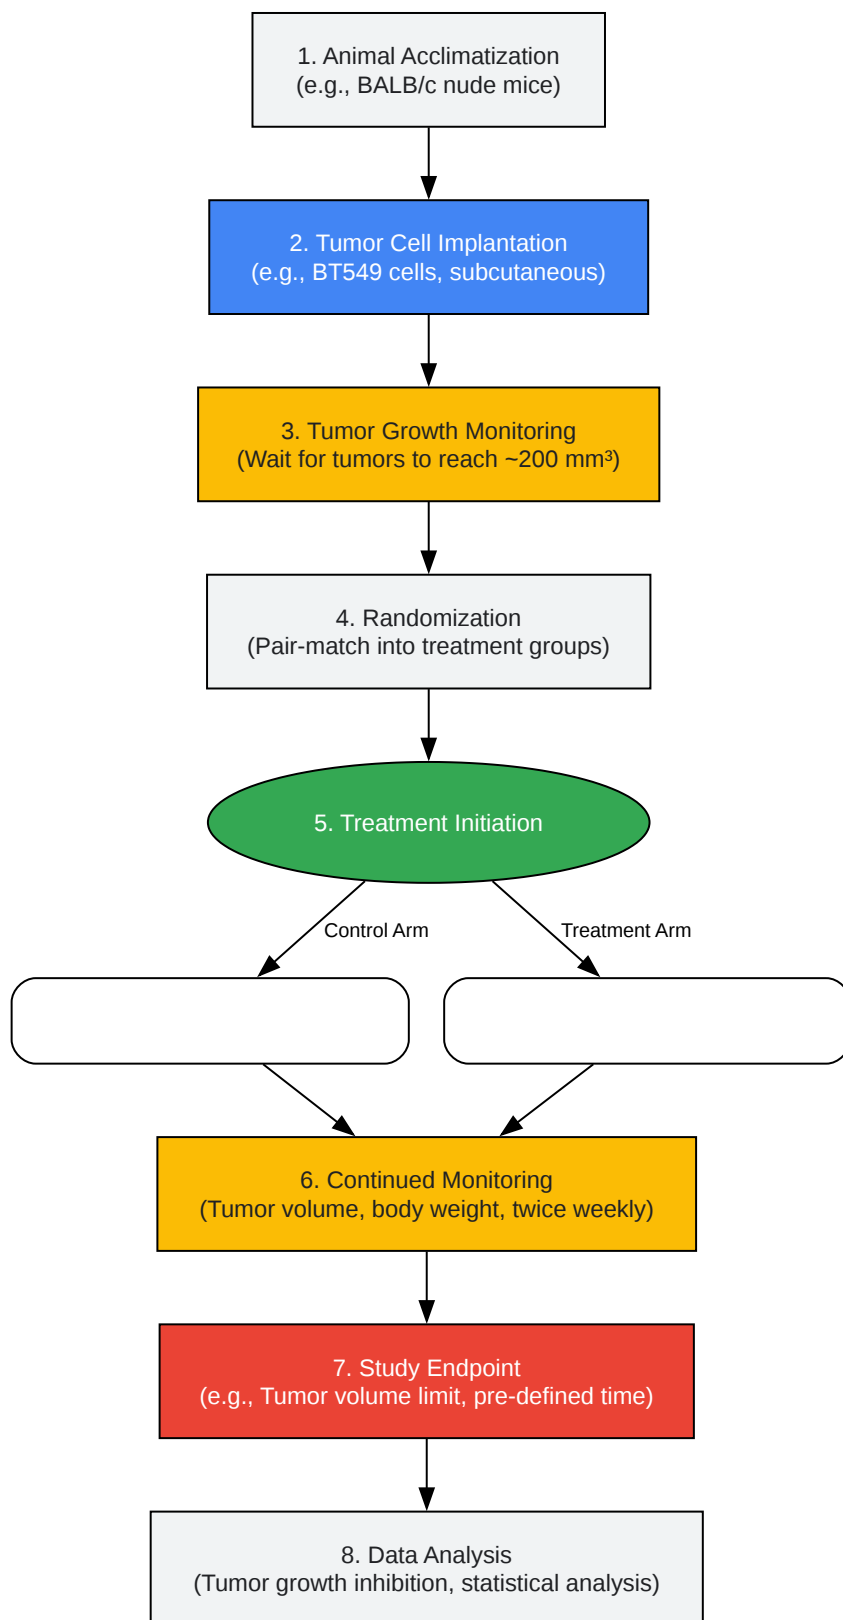 1. Animal Acclimatization
(e.g., BALB/c nude mice)
2. Tumor Cell Implantation
(e.g., BT549 cells, subcutaneous)
3. Tumor Growth Monitoring
(Wait for tumors to reach ~200 mm³)
4. Randomization
(Pair-match into treatment groups)
5. Treatment Initiation
Control Arm
Treatment Arm
6. Continued Monitoring
(Tumor volume, body weight, twice weekly)
7. Study Endpoint
(e.g., Tumor volume limit, pre-defined time)
8. Data Analysis
(Tumor growth inhibition, statistical analysis)